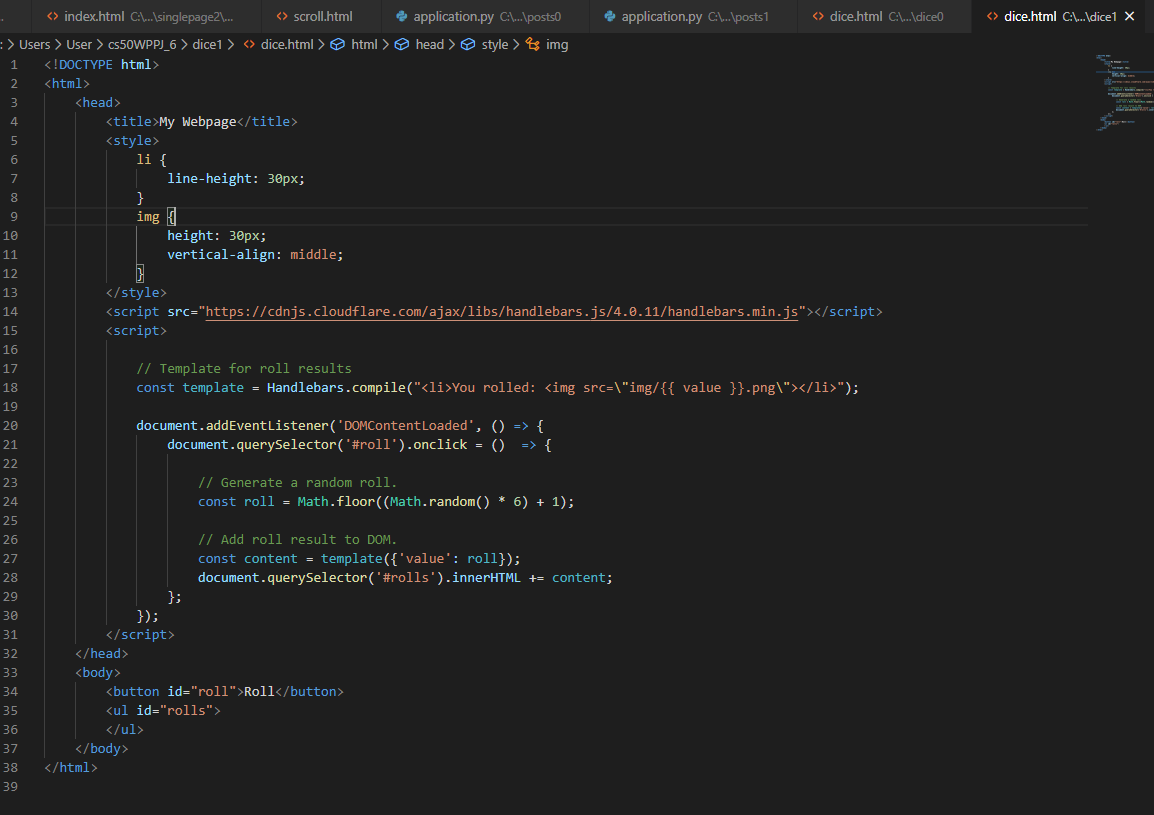 . index.html C:\...\singlepage2\... scroll.html application.py C:\...\posts0 application.py C:\...\posts1 dice.html C:\...\dice0 dice.html C:\...\dice1
: > Users > User > cs50WPPJ_6 > dice1 > dice.html > html > head > style > img
1 <!DOCTYPE html>
2 <html>
3 <head>
4 <title>My Webpage</title>
5 <style>
6 li {
7 line-height: 30px;
8 }
9 img {
10 height: 30px;
11 vertical-align: middle;
12 }
13 </style>
14 <script src="https://cdnjs.cloudflare.com/ajax/libs/handlebars.js/4.0.11/handlebars.min.js"></script>
15 <script>
16
17 // Template for roll results
18 const template = Handlebars.compile("<li>You rolled: <img src=\"img/{{ value }}.png\"></li>");
19
20 document.addEventListener('DOMContentLoaded', () => {
21 document.querySelector('#roll').onclick = ()  => {
22
23 // Generate a random roll.
24 const roll = Math.floor((Math.random() * 6) + 1);
25
26 // Add roll result to DOM.
27 const content = template({'value': roll});
28 document.querySelector('#rolls').innerHTML += content;
29 };
30 });
31 </script>
32 </head>
33 <body>
34 <button id="roll">Roll</button>
35 <ul id="rolls">
36 </ul>
37 </body>
38 </html>
39